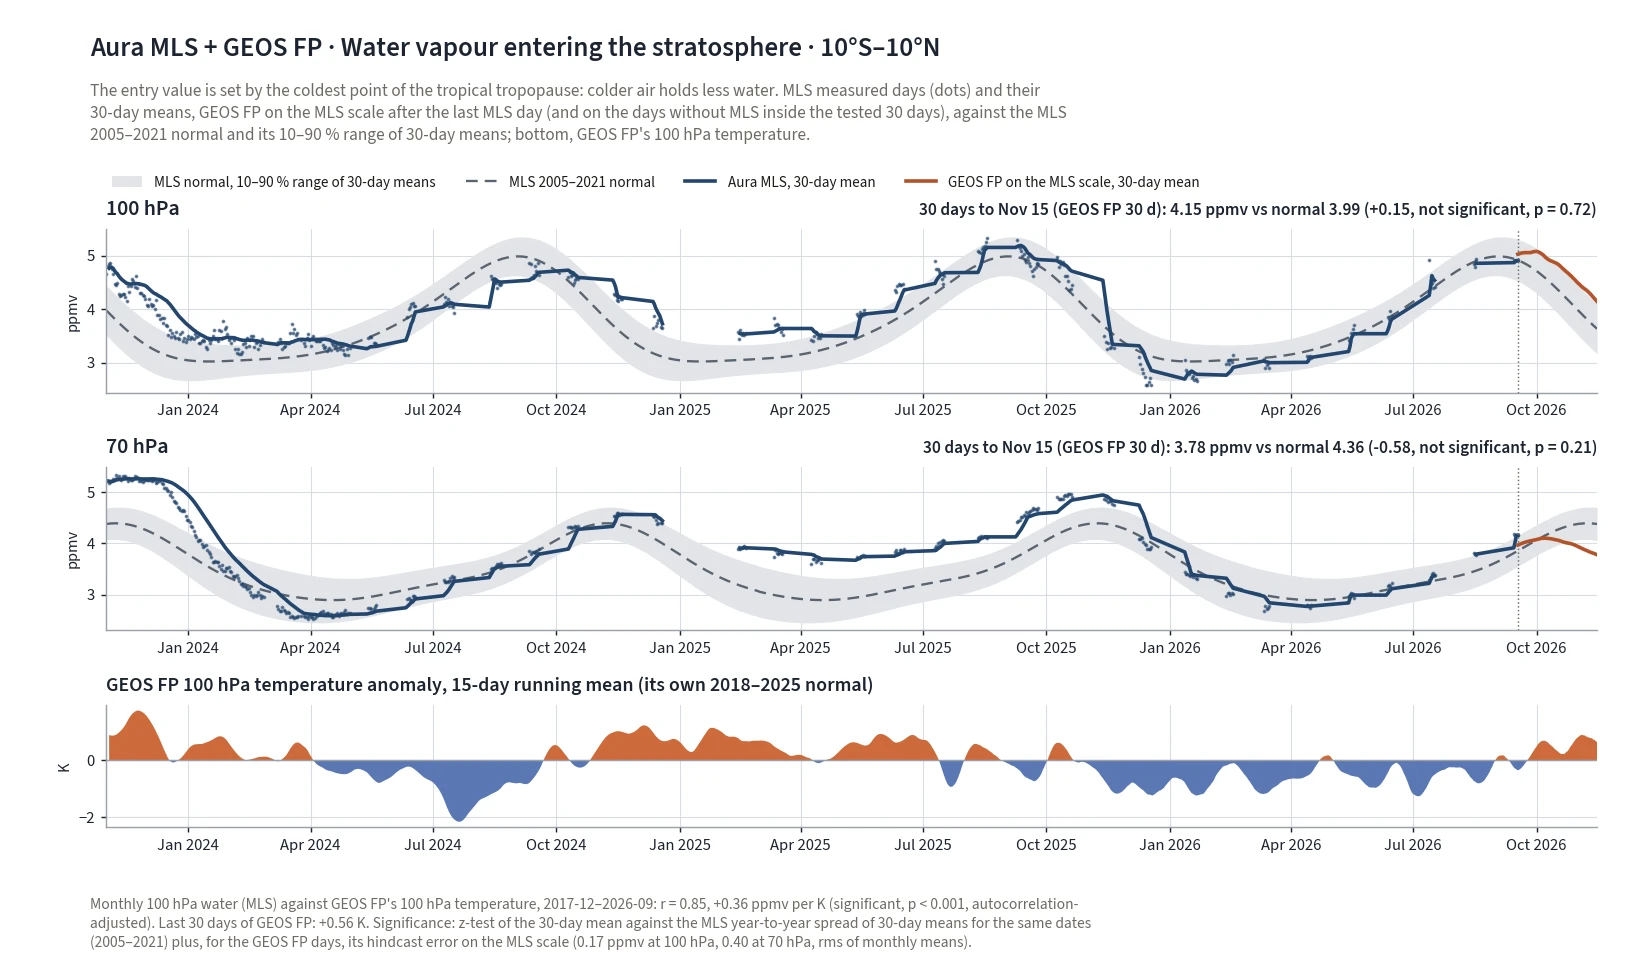 Aura MLS + GEOS FP · Water vapour entering the stratosphere · 10°S–10°N
The entry value is set by the coldest point of the tropical tropopause: colder air holds less water. MLS measured days (dots) and their
30-day means, GEOS FP on the MLS scale after the last MLS day (and on the days without MLS inside the tested 30 days), against the MLS
2005–2021 normal and its 10–90 % range of 30-day means; bottom, GEOS FP's 100 hPa temperature.
MLS normal, 10–90 % range of 30-day means
MLS 2005–2021 normal
Aura MLS, 30-day mean
GEOS FP on the MLS scale, 30-day mean
100 hPa
30 days to Nov 15 (GEOS FP 30 d): 4.15 ppmv vs normal 3.99 (+0.15, not significant, p = 0.72)
5
4
3
ppmv
Jan 2024
Apr 2024
Jul 2024
Oct 2024
Jan 2025
Apr 2025
Jul 2025
Oct 2025
Jan 2026
Apr 2026
Jul 2026
Oct 2026
70 hPa
30 days to Nov 15 (GEOS FP 30 d): 3.78 ppmv vs normal 4.36 (-0.58, not significant, p = 0.21)
5
4
3
ppmv
Jan 2024
Apr 2024
Jul 2024
Oct 2024
Jan 2025
Apr 2025
Jul 2025
Oct 2025
Jan 2026
Apr 2026
Jul 2026
Oct 2026
GEOS FP 100 hPa temperature anomaly, 15-day running mean (its own 2018–2025 normal)
0
−2
K
Jan 2024
Apr 2024
Jul 2024
Oct 2024
Jan 2025
Apr 2025
Jul 2025
Oct 2025
Jan 2026
Apr 2026
Jul 2026
Oct 2026
Monthly 100 hPa water (MLS) against GEOS FP's 100 hPa temperature, 2017-12–2026-09: r = 0.85, +0.36 ppmv per K (significant, p < 0.001, autocorrelation-
adjusted). Last 30 days of GEOS FP: +0.56 K. Significance: z-test of the 30-day mean against the MLS year-to-year spread of 30-day means for the same dates
(2005–2021) plus, for the GEOS FP days, its hindcast error on the MLS scale (0.17 ppmv at 100 hPa, 0.40 at 70 hPa, rms of monthly means).